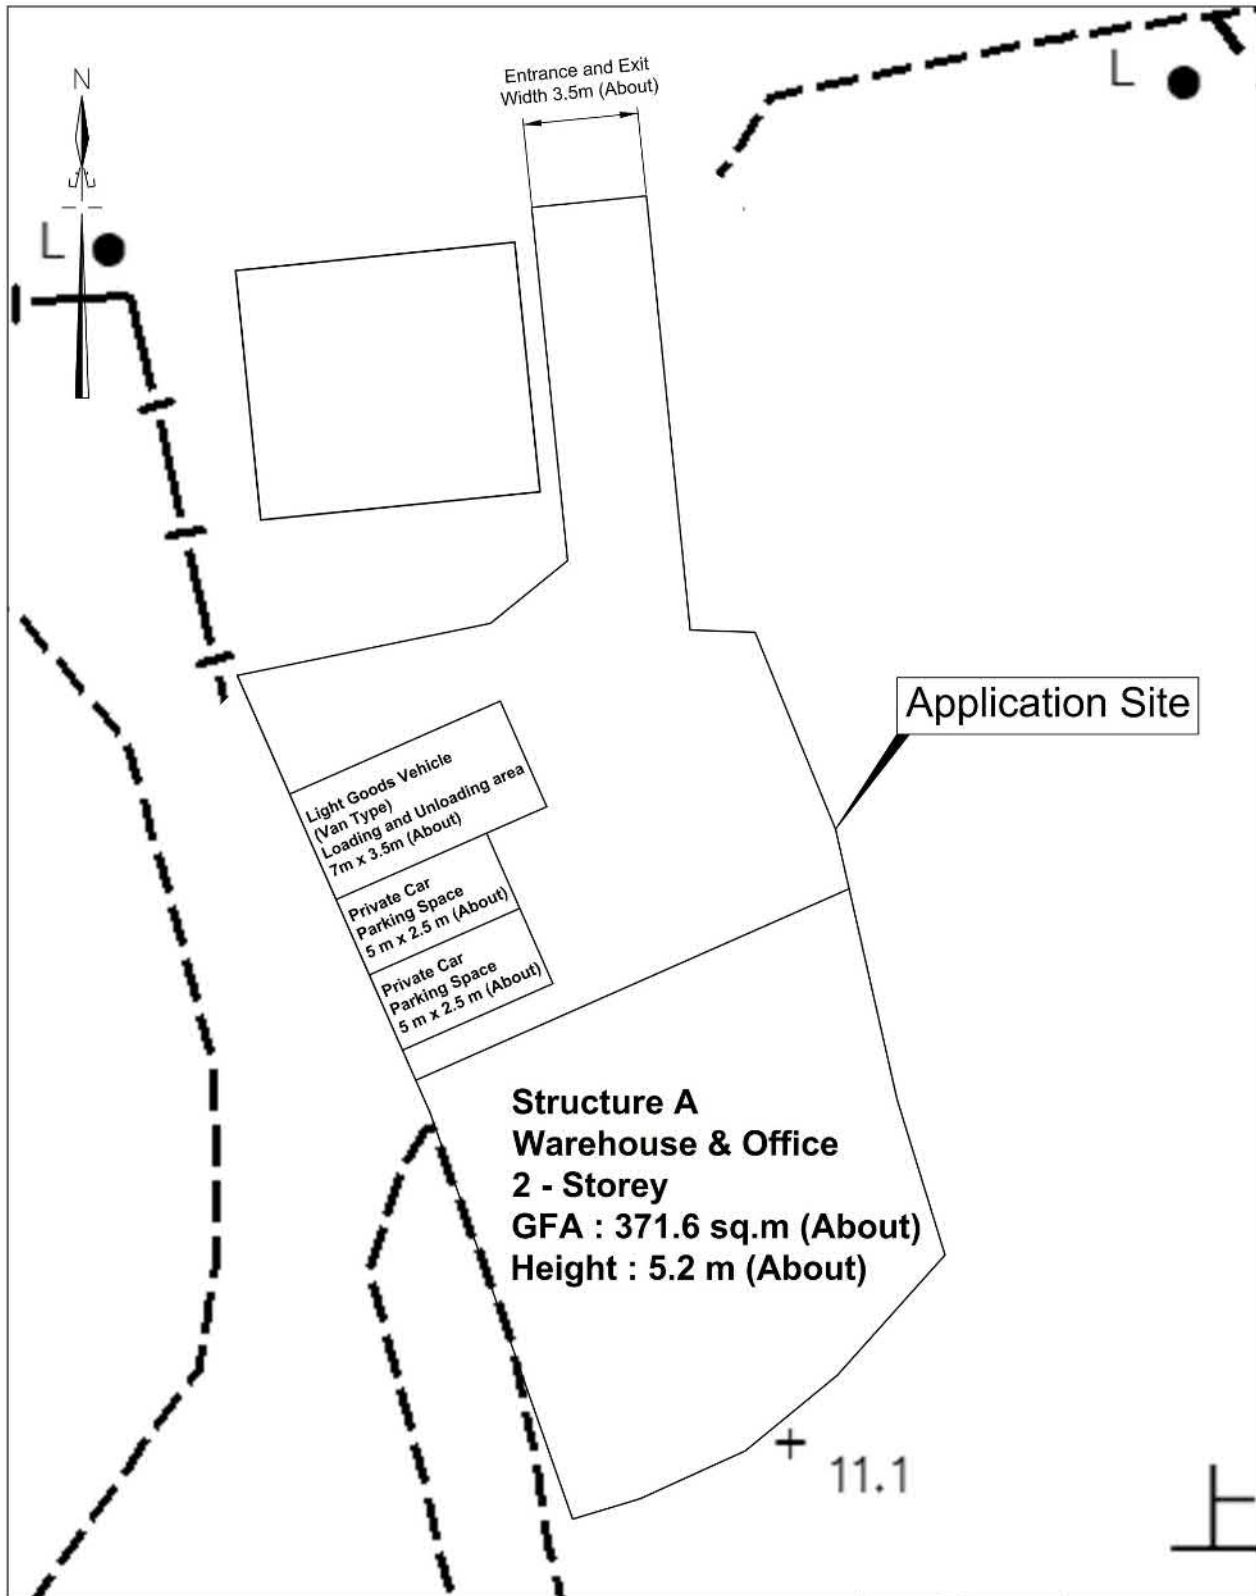 Entrance and Exit
Width 3.5m (About)
N
L
L
Application Site
Light Goods Vehicle
(Van Type)
Loading and Unloading area
7m x 3.5m (About)
Private Car
Parking Space
5 m x 2.5 m (About)
Private Car
Parking Space
5 m x 2.5 m (About)
Structure A
Warehouse & Office
2 - Storey
GFA : 371.6 sq.m (About)
Height : 5.2 m (About)
11.1